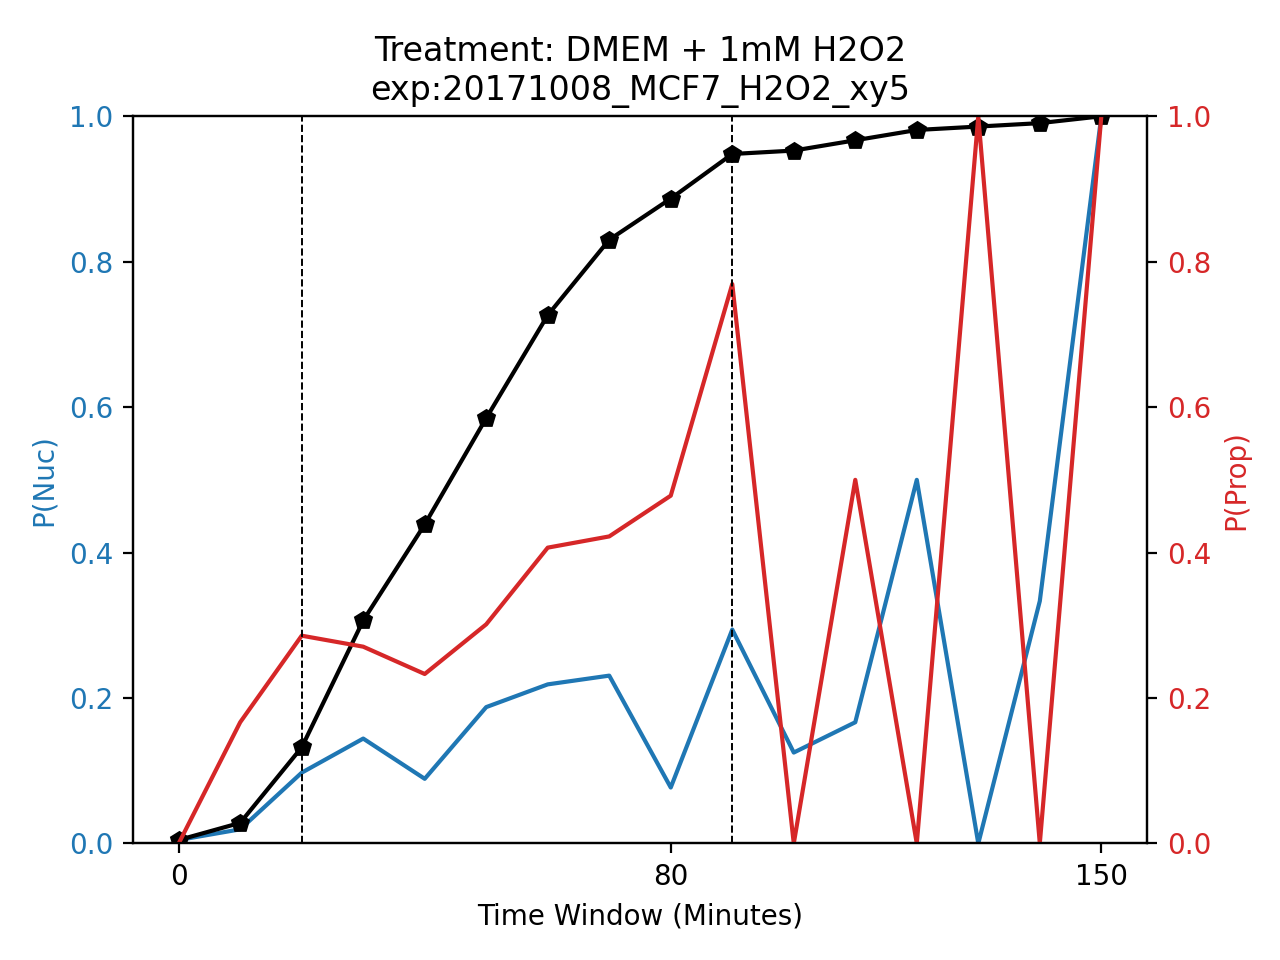 Treatment: DMEM + 1mM H2O2
exp:20171008_MCF7_H2O2_xy5
1.0
0.8
0.6
0.4
0.2
0.0
P(Nuc)
1.0
0.8
0.6
0.4
0.2
0.0
P(Prop)
0 80 150
Time Window (Minutes)